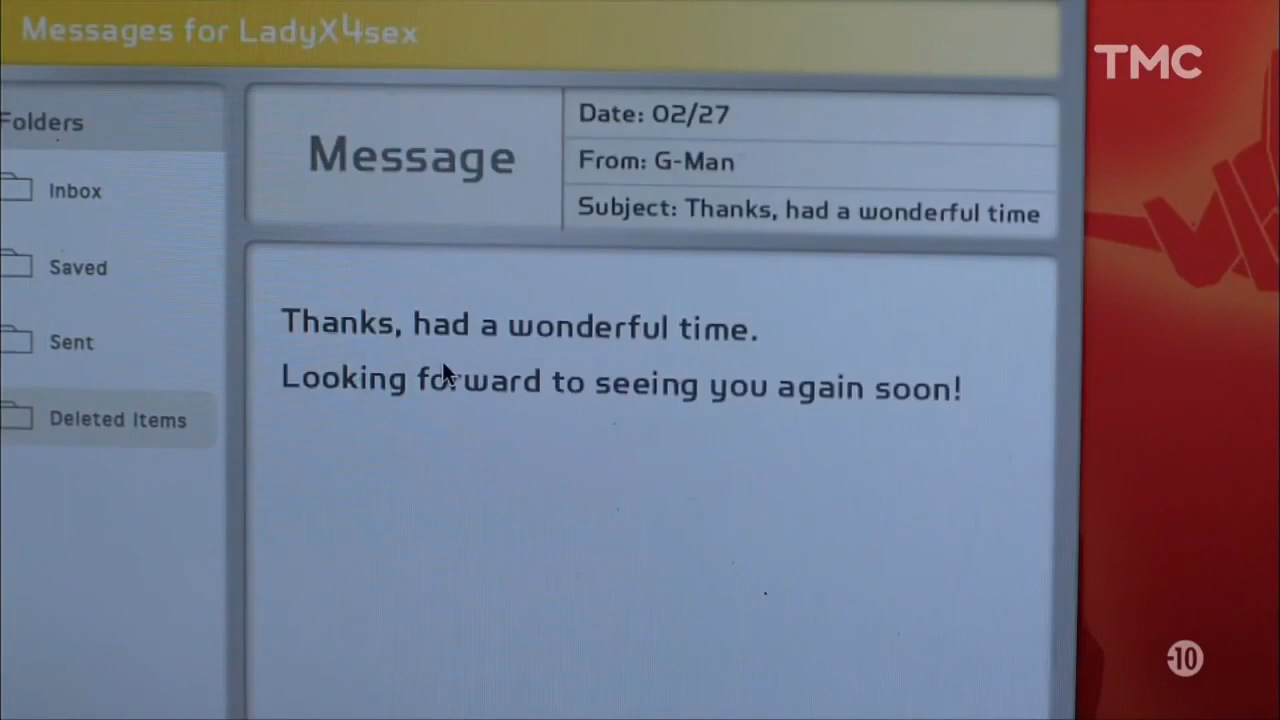 Messages for LadyX4sex
TMC
Folders
Inbox
Saved
Sent
Deleted Items
Message
Date: 02/27
From: G-Man
Subject: Thanks, had a wonderful time
Thanks, had a wonderful time.
Looking forward to seeing you again soon!
-10